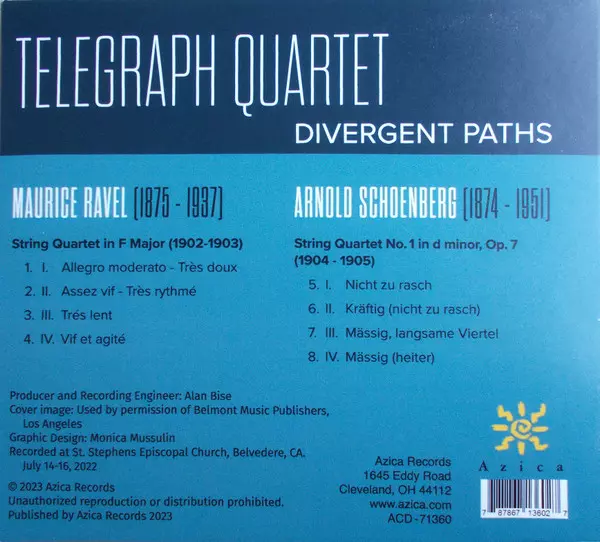 TELEGRAPH QUARTET
DIVERGENT PATHS
MAURICE RAVEL (1875 - 1937)
String Quartet in F Major (1902-1903)
1. I. Allegro moderato - Très doux
2. II. Assez vif - Très rythmé
3. III. Trés lent
4. IV. Vif et agité
ARNOLD SCHOENBERG (1874 - 1951)
String Quartet No. 1 in d minor, Op. 7
(1904 - 1905)
5. I. Nicht zu rasch
6. II. Kräftig (nicht zu rasch)
7. III. Mässig, langsame Viertel
8. IV. Mässig (heiter)
Producer and Recording Engineer: Alan Bise
Cover image: Used by permission of Belmont Music Publishers,
Los Angeles
Graphic Design: Monica Mussulin
Recorded at St. Stephens Episcopal Church, Belvedere, CA.
July 14-16, 2022
© 2023 Azica Records
Unauthorized reproduction or distribution prohibited.
Published by Azica Records 2023
Azica Records
1645 Eddy Road
Cleveland, OH 44112
www.azica.com
ACD -71360
Azica
7 87867 13602 7